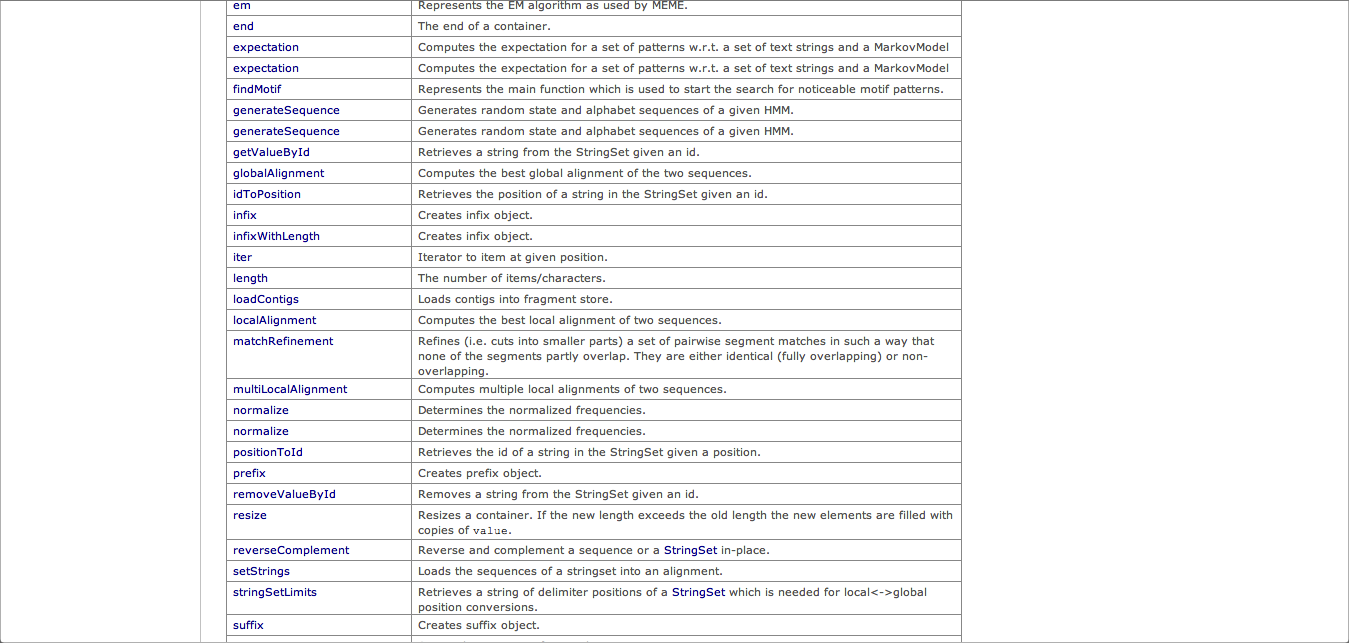 em Represents the EM algorithm as used by MEME.
end The end of a container.
expectation Computes the expectation for a set of patterns w.r.t. a set of text strings and a MarkovModel
expectation Computes the expectation for a set of patterns w.r.t. a set of text strings and a MarkovModel
findMotif Represents the main function which is used to start the search for noticeable motif patterns.
generateSequence Generates random state and alphabet sequences of a given HMM.
generateSequence Generates random state and alphabet sequences of a given HMM.
getValueById Retrieves a string from the StringSet given an id.
globalAlignment Computes the best global alignment of the two sequences.
idToPosition Retrieves the position of a string in the StringSet given an id.
infix Creates infix object.
infixWithLength Creates infix object.
iter Iterator to item at given position.
length The number of items/characters.
loadContigs Loads contigs into fragment store.
localAlignment Computes the best local alignment of two sequences.
matchRefinement Refines (i.e. cuts into smaller parts) a set of pairwise segment matches in such a way that
none of the segments partly overlap. They are either identical (fully overlapping) or non-
overlapping.
multiLocalAlignment Computes multiple local alignments of two sequences.
normalize Determines the normalized frequencies.
normalize Determines the normalized frequencies.
positionToId Retrieves the id of a string in the StringSet given a position.
prefix Creates prefix object.
removeValueById Removes a string from the StringSet given an id.
resize Resizes a container. If the new length exceeds the old length the new elements are filled with
copies of value.
reverseComplement Reverse and complement a sequence or a StringSet in-place.
setStrings Loads the sequences of a stringset into an alignment.
stringSetLimits Retrieves a string of delimiter positions of a StringSet which is needed for local<->global
position conversions.
suffix Creates suffix object.